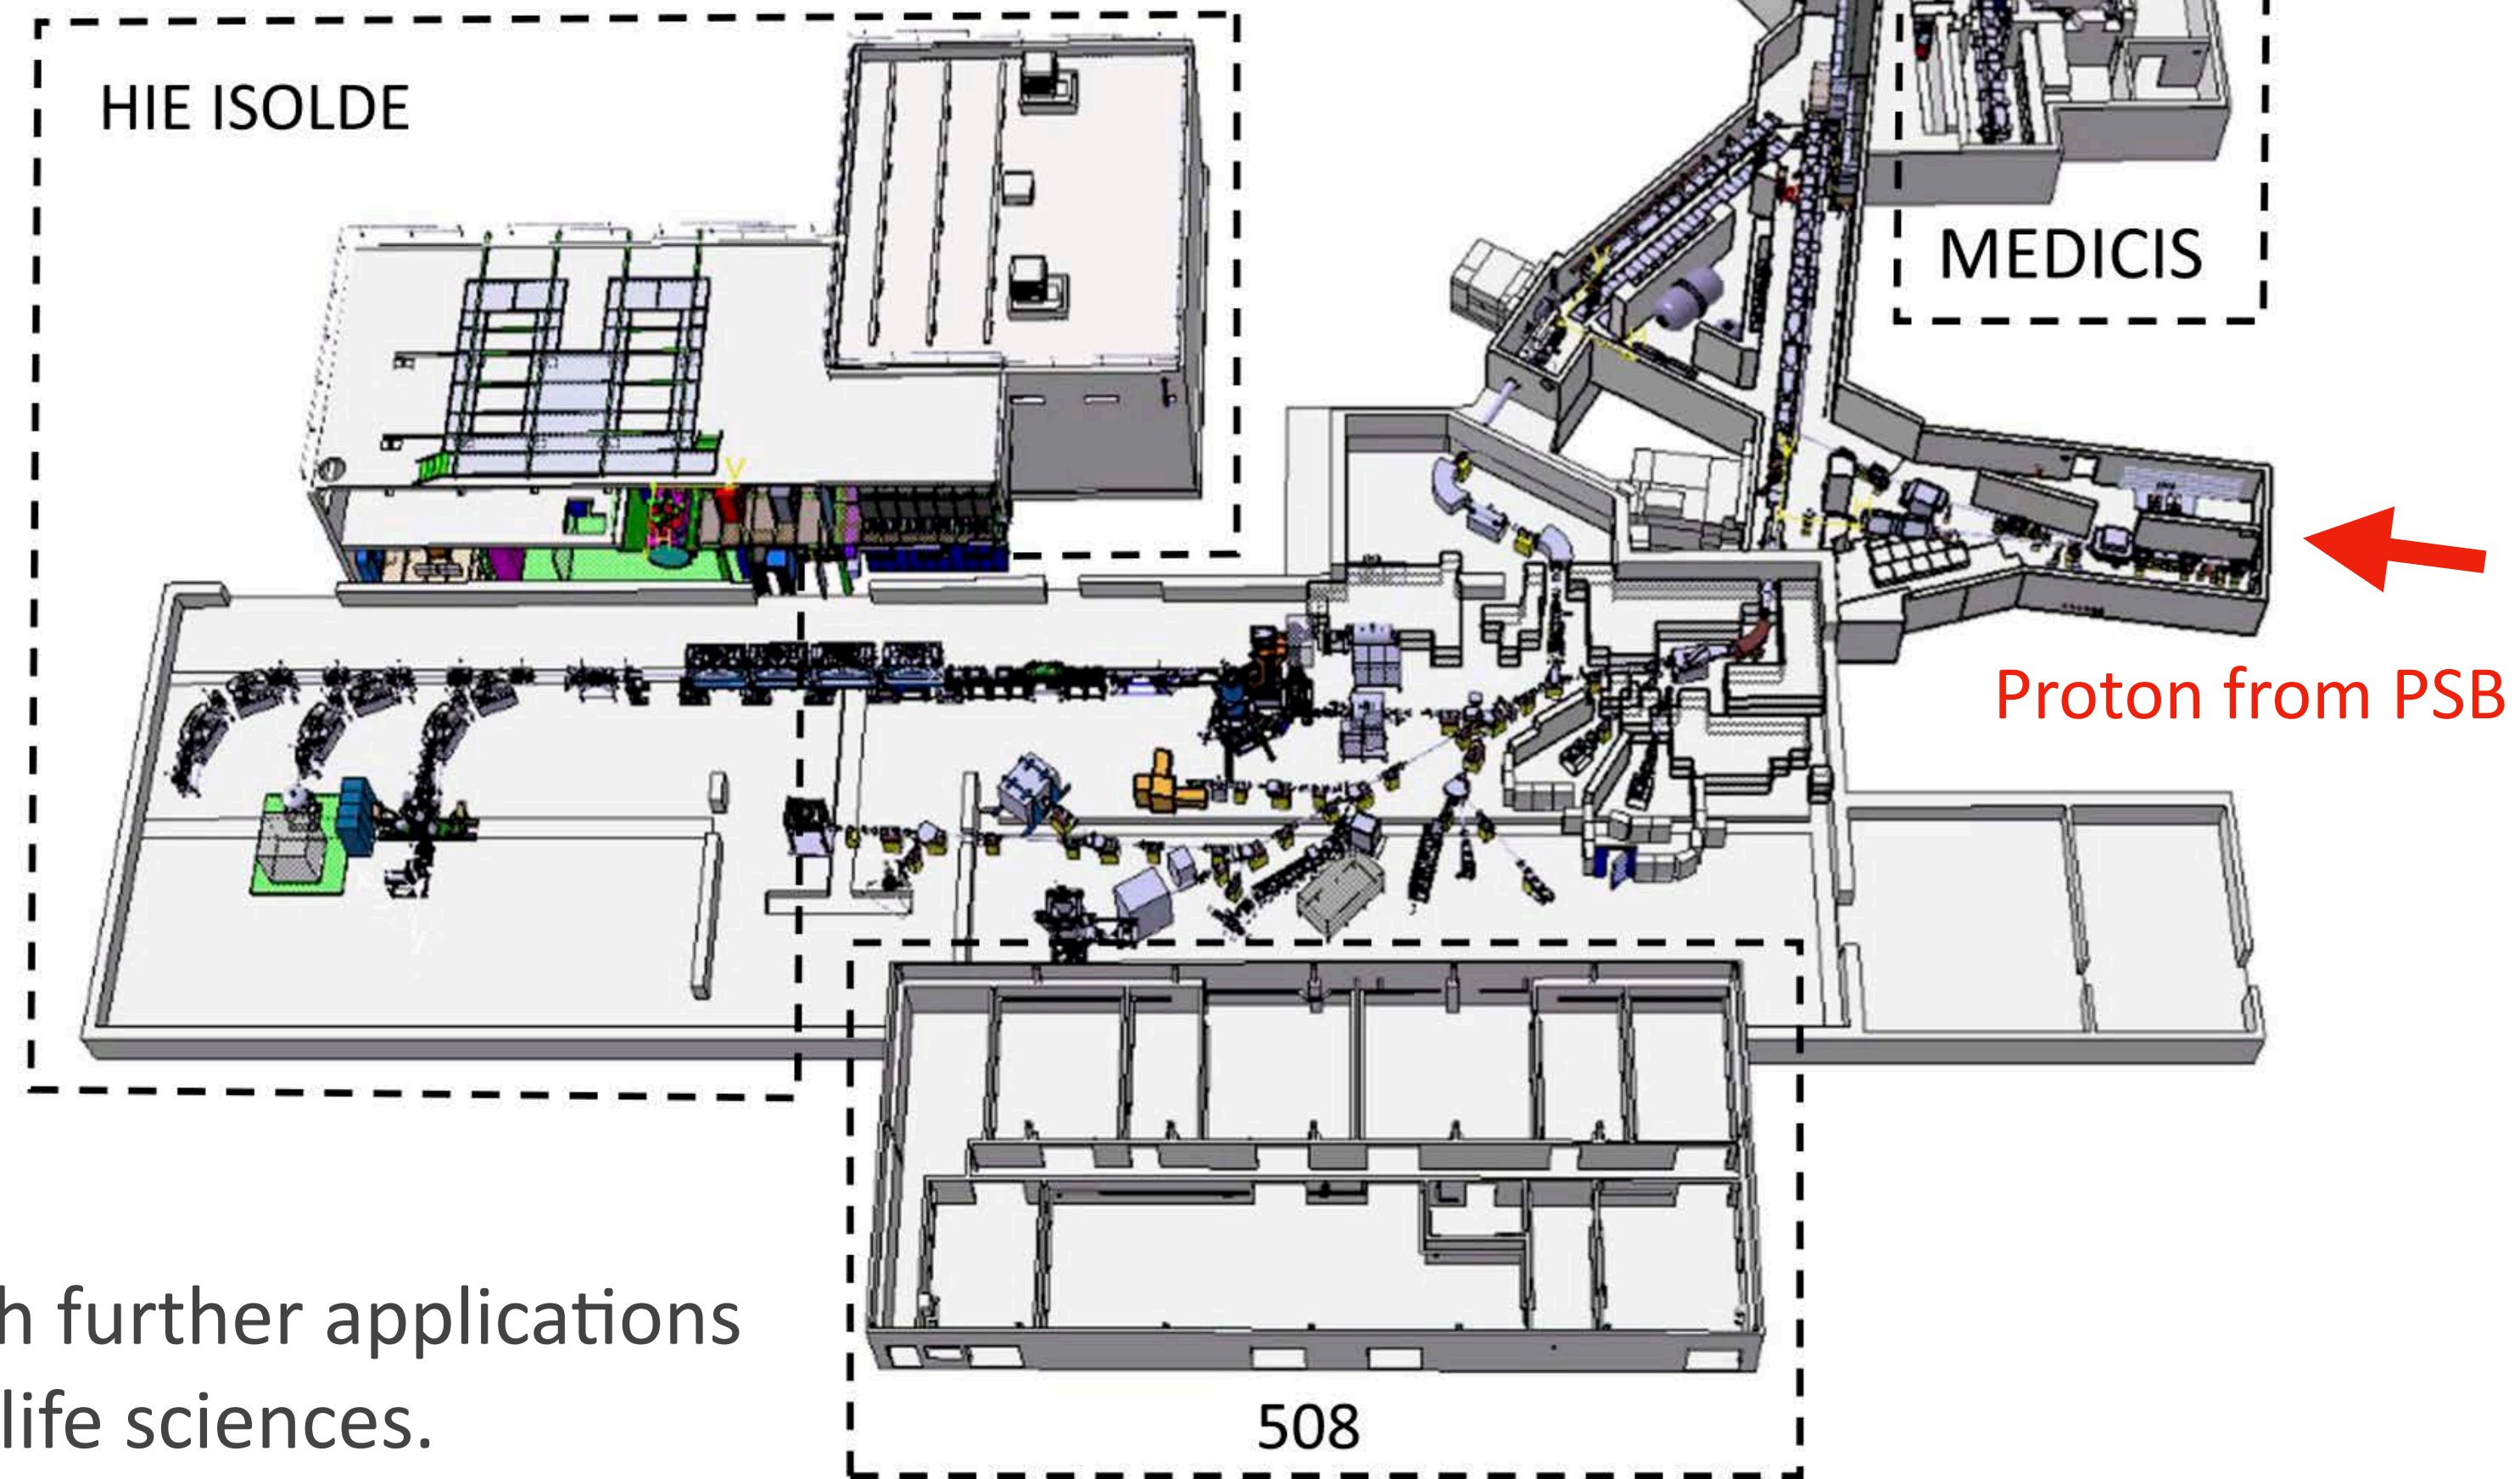 HIE ISOLDE
MEDICIS
Proton from PSB
further applications
life sciences.
508